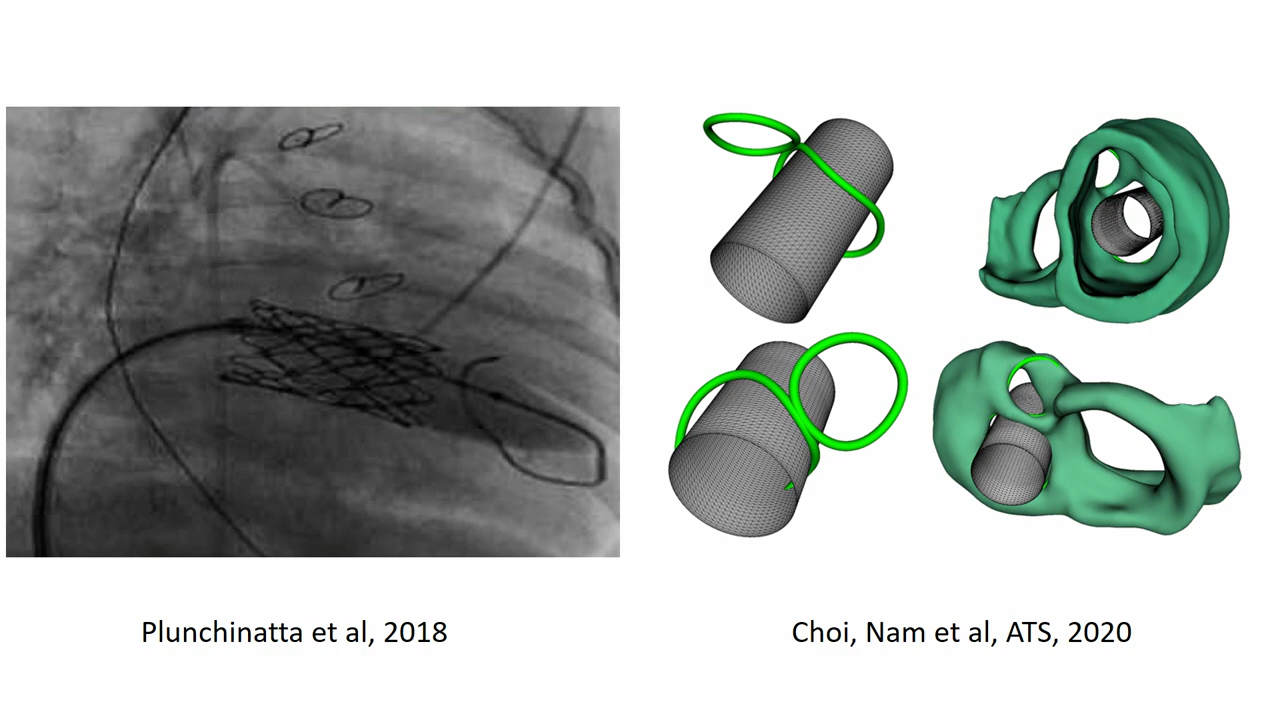 Plunchinatta et al, 2018
Choi, Nam et al, ATS, 2020